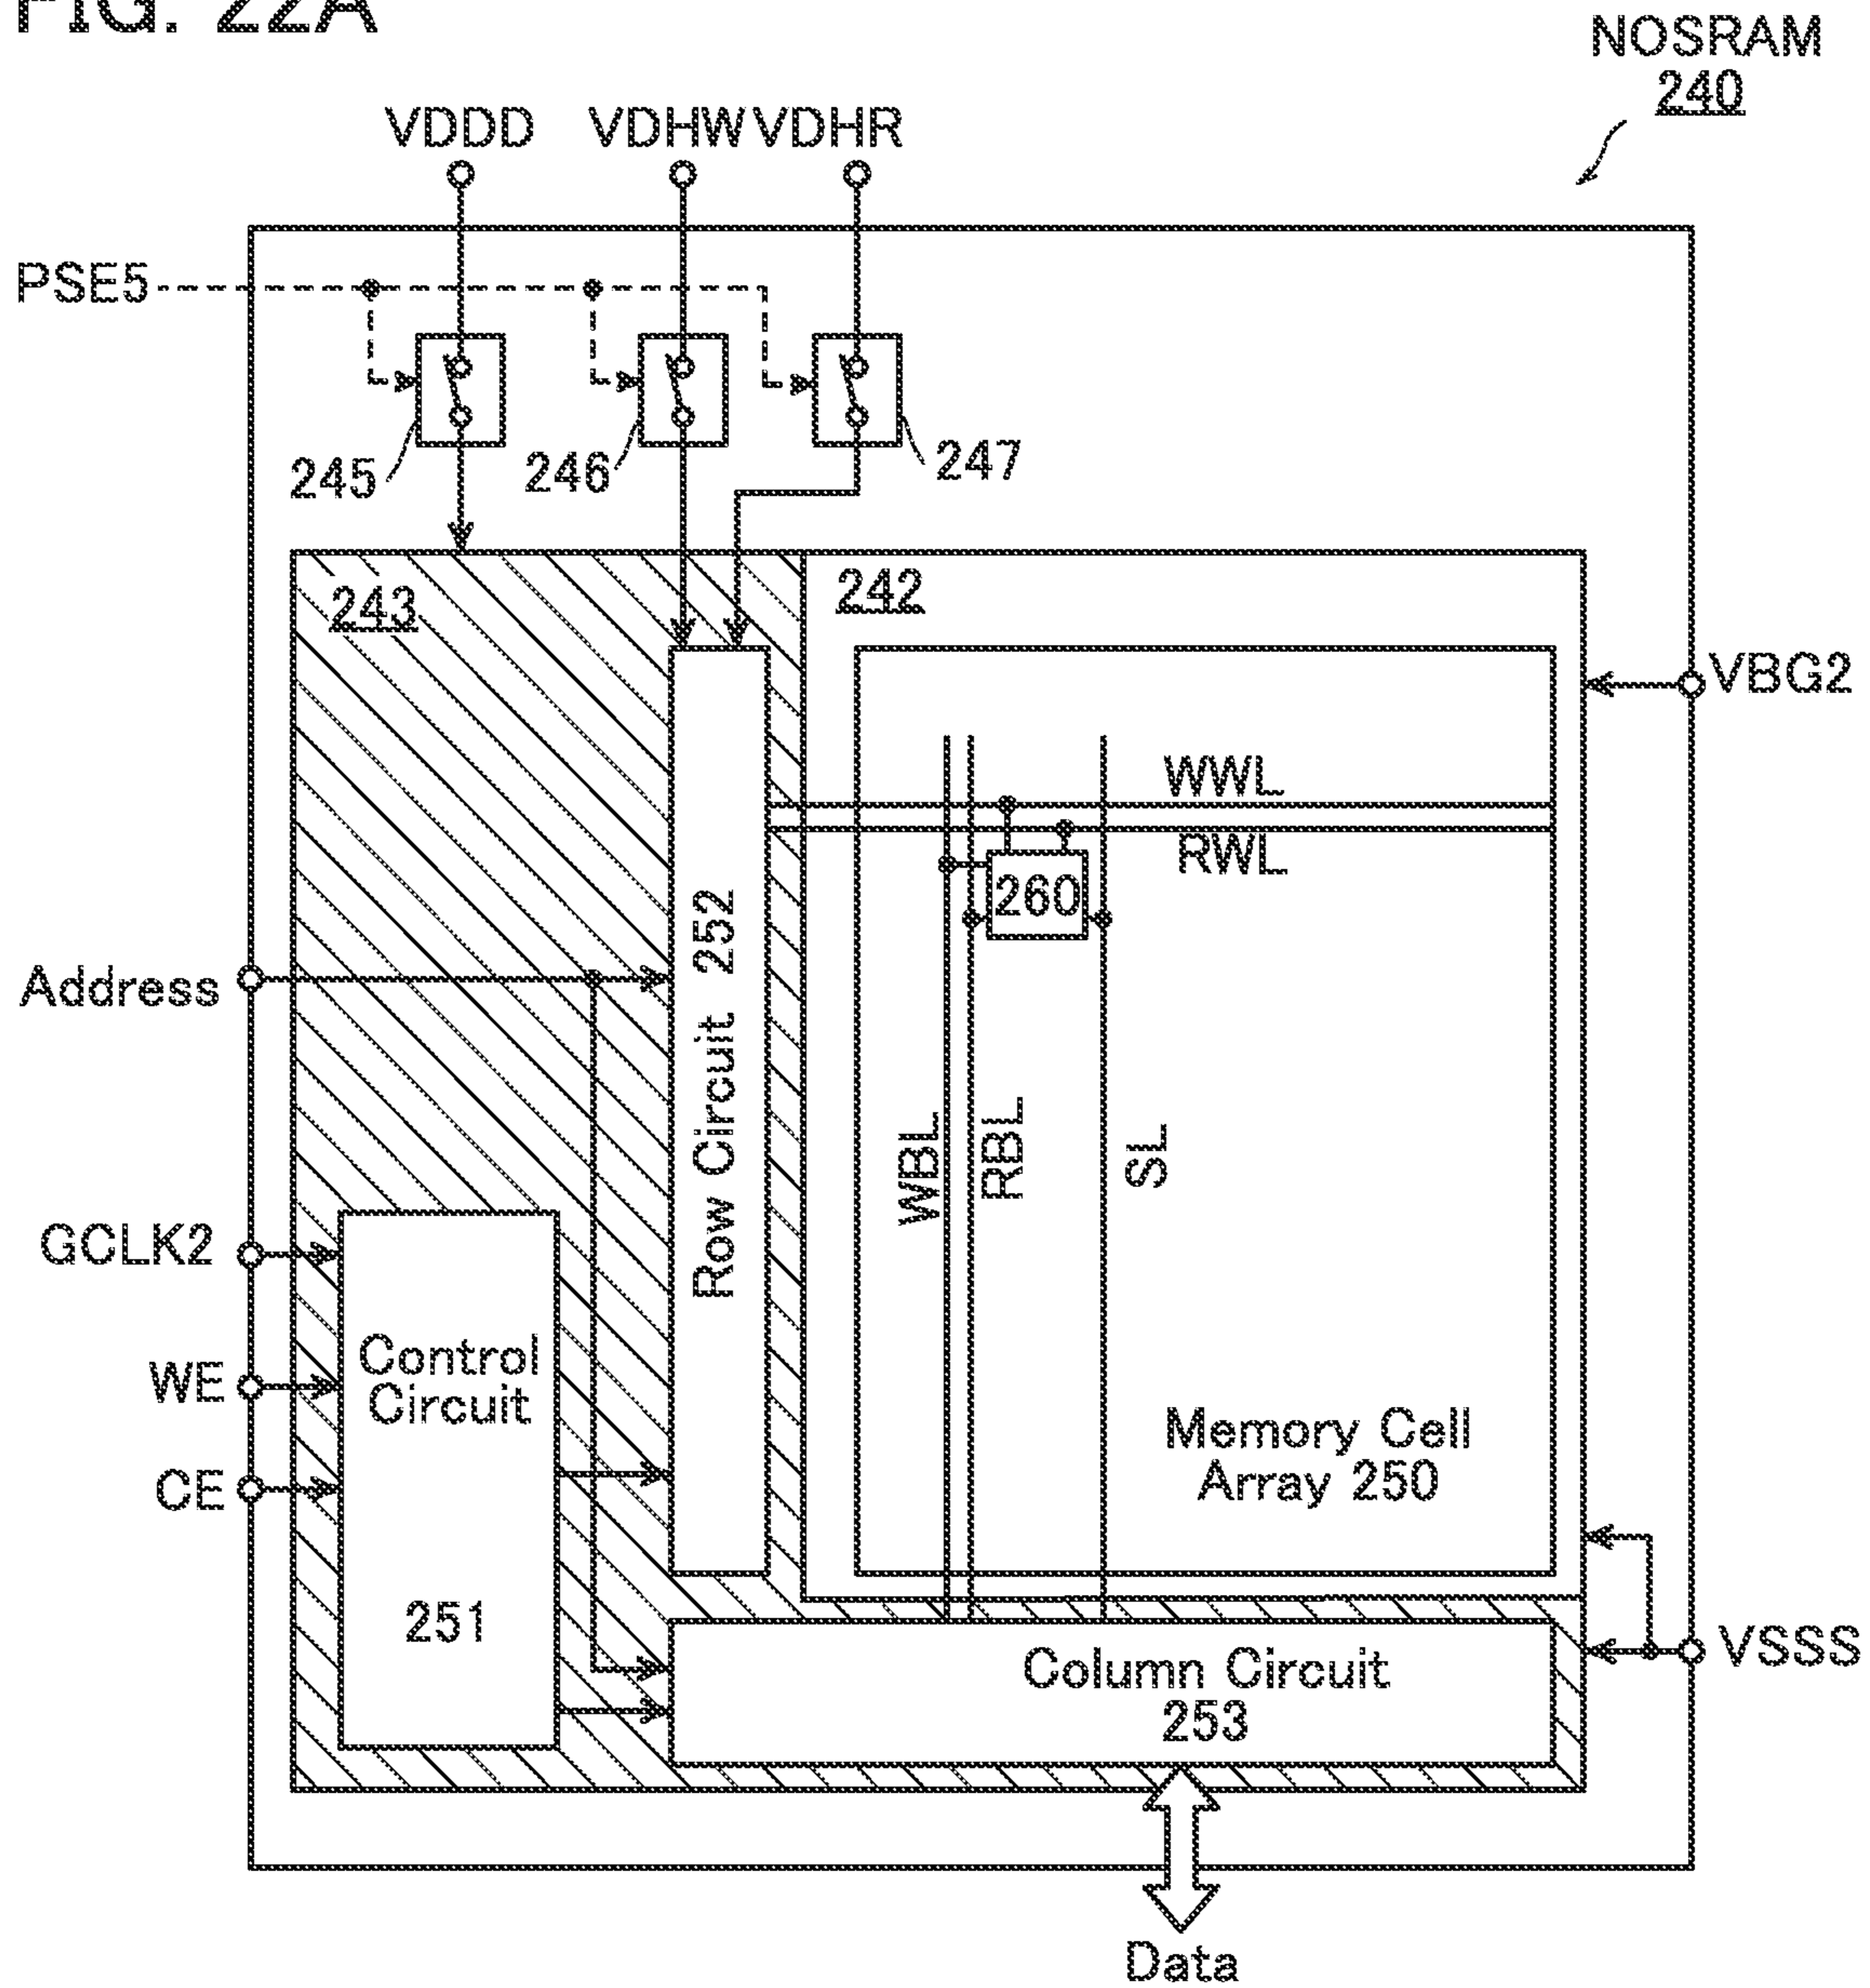 FIG. 22A
NOSRAM
240
VDDD
VDHW
VDHR
PSE5
245
246
247
243
242
VBG2
WWL
RWL
260
Address
Row Circuit 252
WBL
RBL
SL
GCLK2
WE
CE
Control
Circuit
251
Memory Cell
Array 250
VSSS
Column Circuit
253
Data